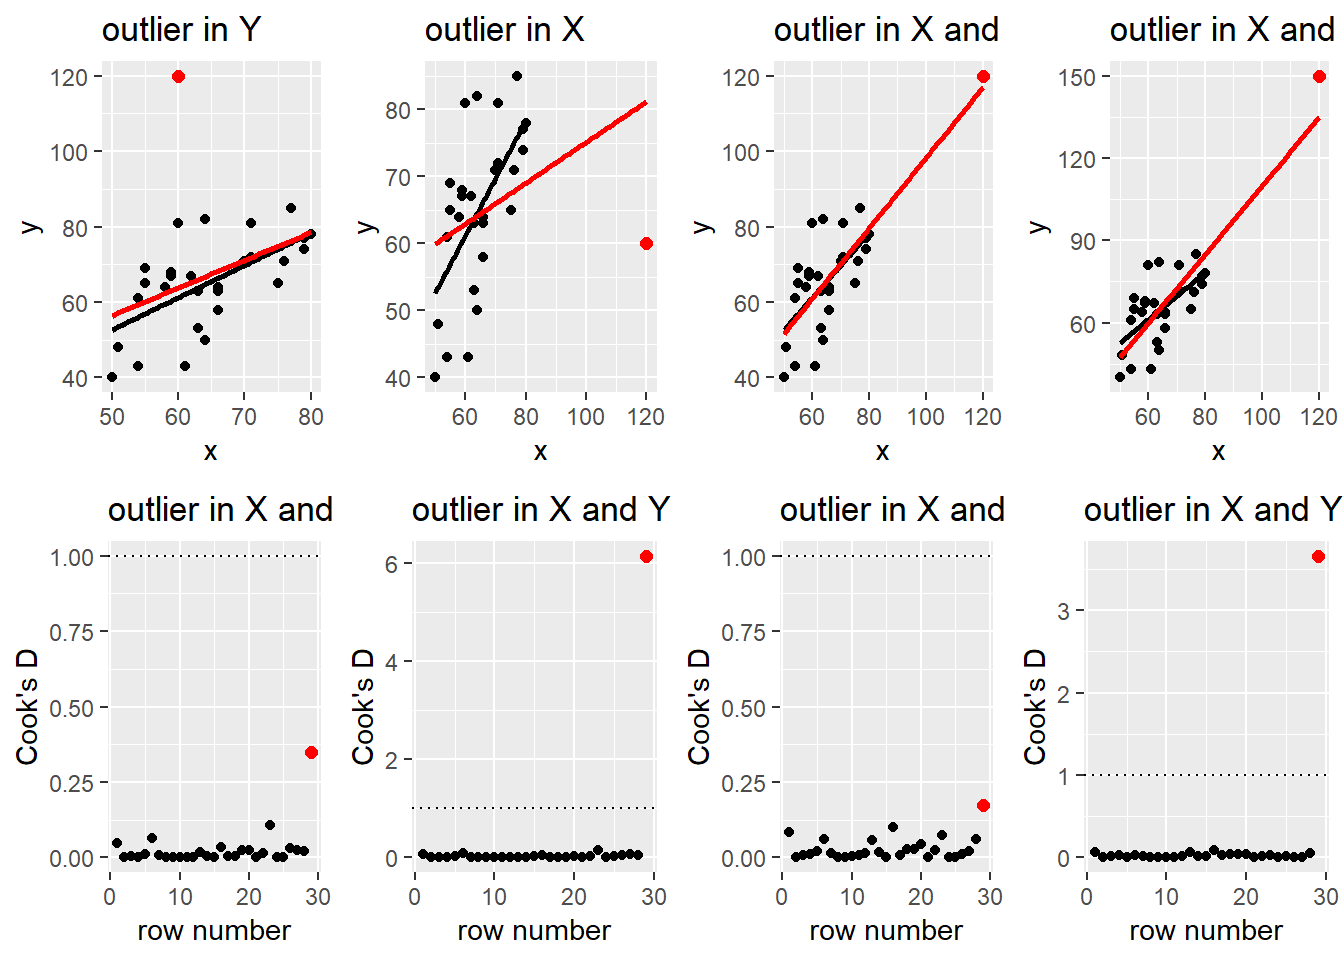 outlier in Y
outlier in X
outlier in X and
outlier in X and
120
100
80
60
40
y
50 60 70 80
x
80
70
60
50
40
y
60 80 100 120
x
120
100
80
60
40
y
60 80 100 120
x
150
120
90
60
y
60 80 100 120
x
outlier in X and
outlier in X and Y
outlier in X and
outlier in X and Y
1.00
0.75
0.50
0.25
0.00
Cook's D
0 10 20 30
row number
6
4
2
0
Cook's D
0 10 20 30
row number
1.00
0.75
0.50
0.25
0.00
Cook's D
0 10 20 30
row number
3
2
1
0
Cook's D
0 10 20 30
row number